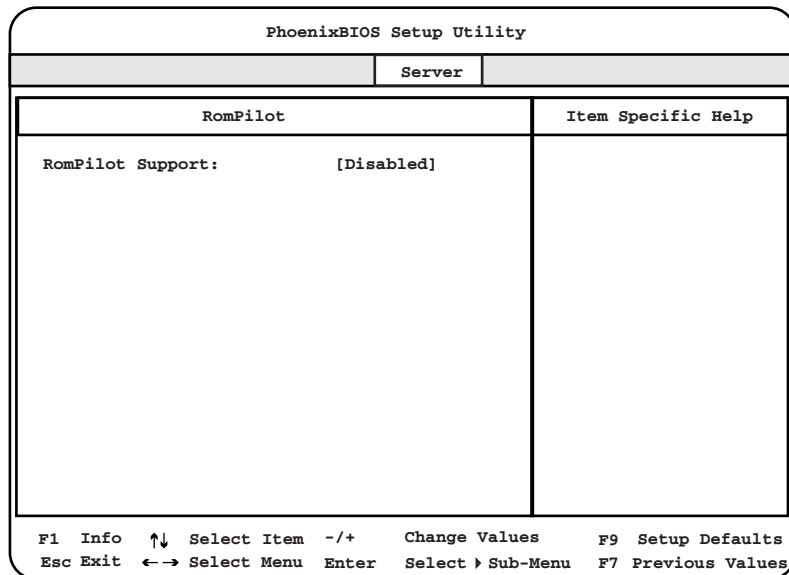 PhoenixBIOS Setup Utility
Server
RomPilot
Item Specific Help
RomPilot Support: [Disabled]
F1 Info ↑↓ Select Item -/+ Change Values F9 Setup Defaults
Esc Exit ←→ Select Menu Enter Select ▸ Sub-Menu F7 Previous Values